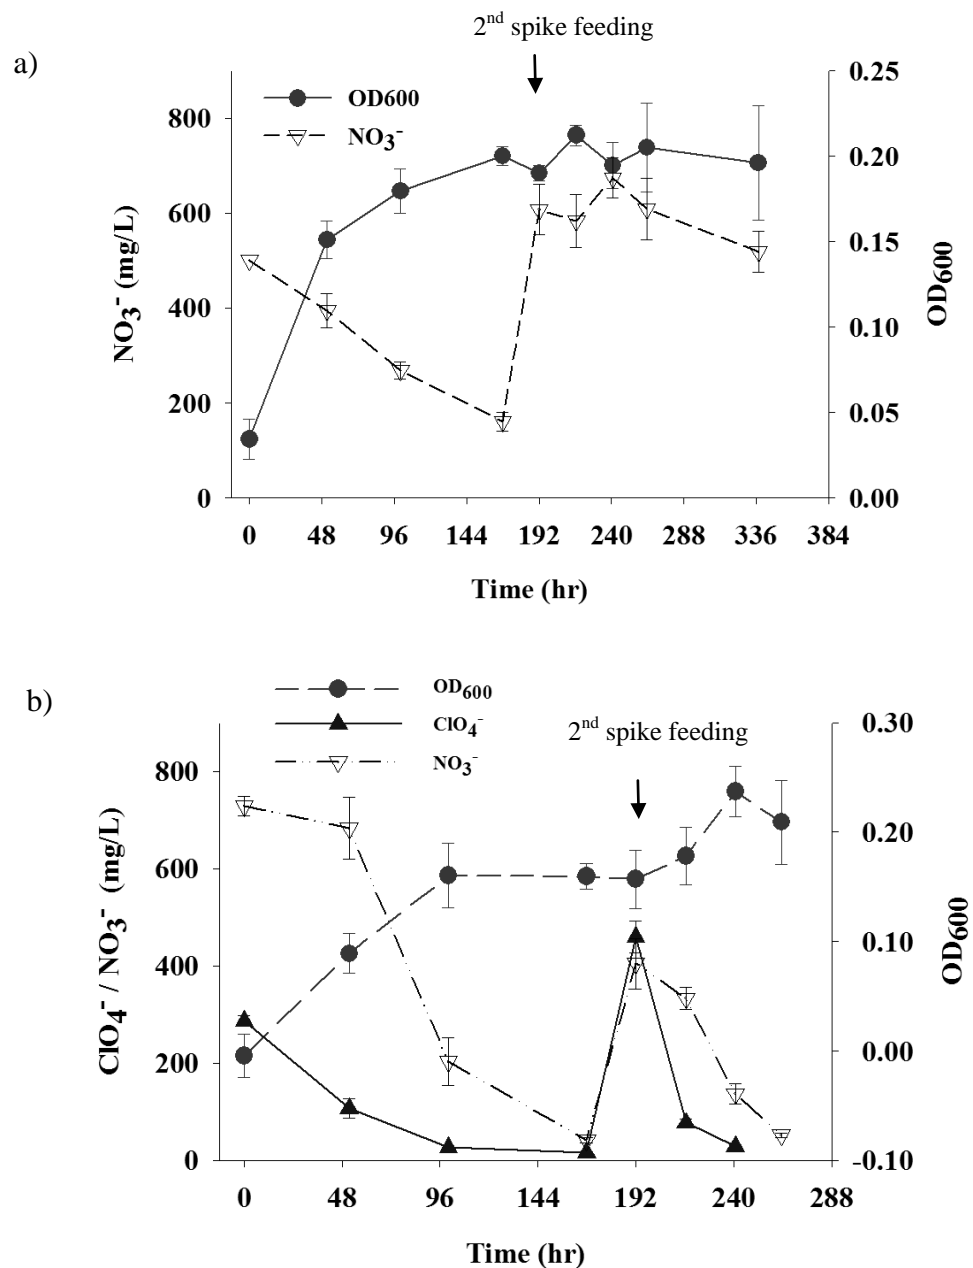 2nd spike feeding
a)
OD600
NO3⁻
800
600
400
200
0
NO3⁻ (mg/L)
0.25
0.20
0.15
0.10
0.05
0.00
OD600
0 48 96 144 192 240 288 336 384
Time (hr)
b)
OD600
ClO4⁻
NO3⁻
2nd spike feeding
800
600
400
200
0
ClO4⁻ / NO3⁻ (mg/L)
0.30
0.20
0.10
0.00
-0.10
OD600
0 48 96 144 192 240 288
Time (hr)